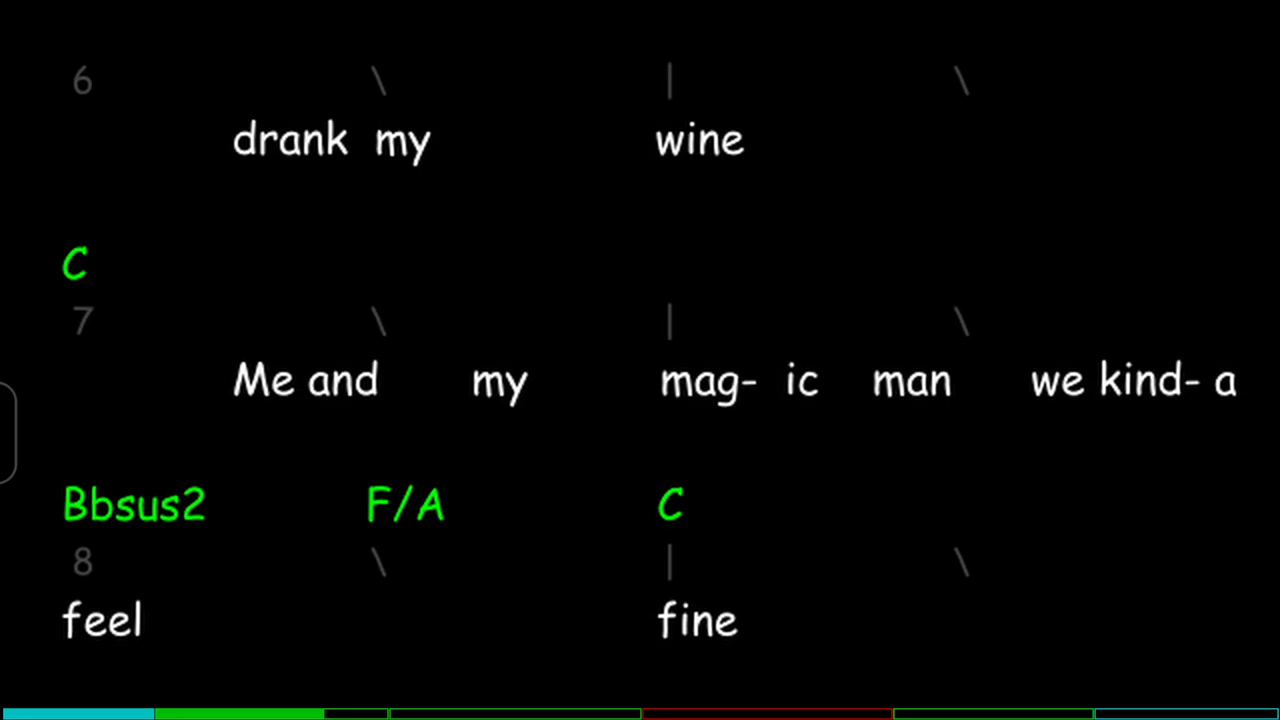 6 \ | \
drank my wine
C
7 \ | \
Me and my mag- ic man we kind- a
Bbsus2 F/A C
8 \ | \
feel fine